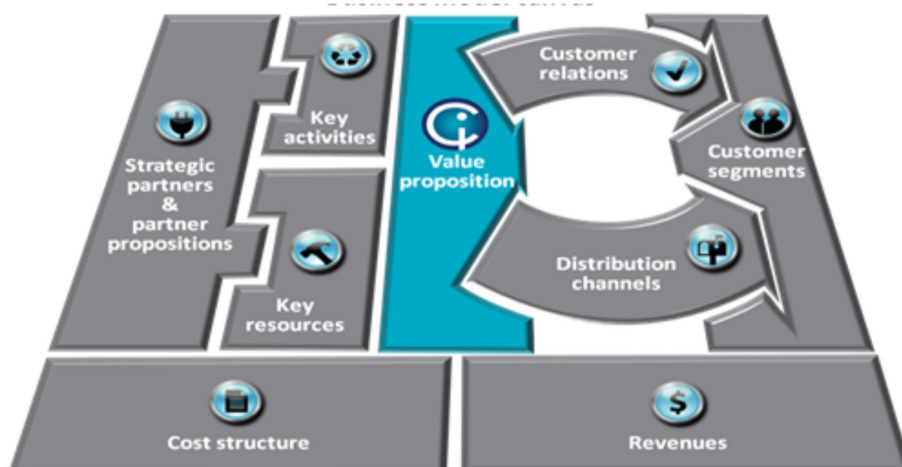 Strategic
partners
&
partner
propositions
Key
activities
Key
resources
Value
proposition
Customer
relations
Distribution
channels
Customer
segments
Cost structure
$
Revenues